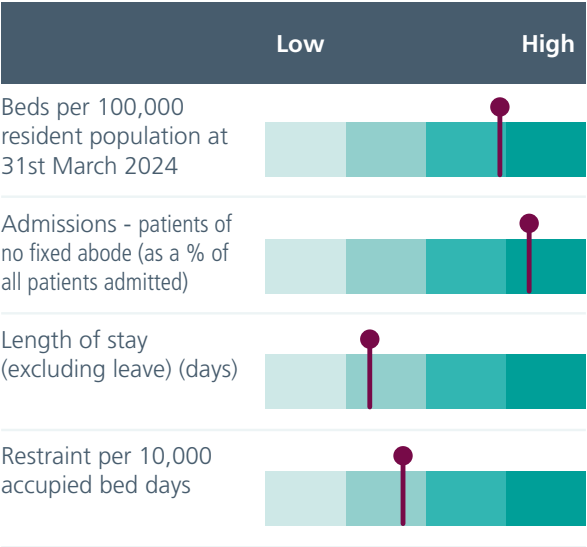 Low High
Beds per 100,000
resident population at
31st March 2024
Admissions - patients of
no fixed abode (as a % of
all patients admitted)
Length of stay
(excluding leave) (days)
Restraint per 10,000
accupied bed days